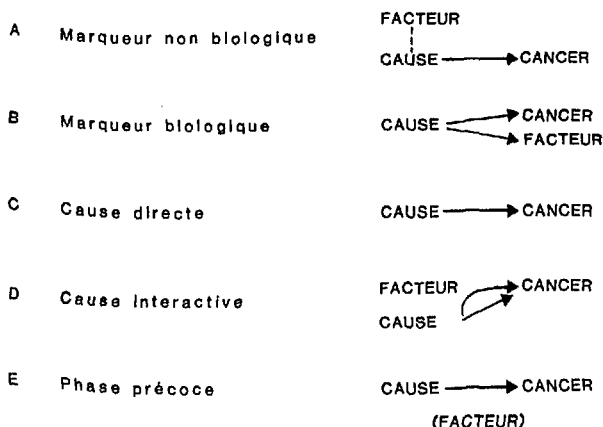 FACTEUR
A Marqueur non biologique
CAUSE CANCER
B Marqueur biologique CAUSE CANCER
FACTEUR
C Cause directe CAUSE CANCER
FACTEUR CANCER
D Cause Interactive
CAUSE
E Phase précoce CAUSE CANCER
(FACTEUR)